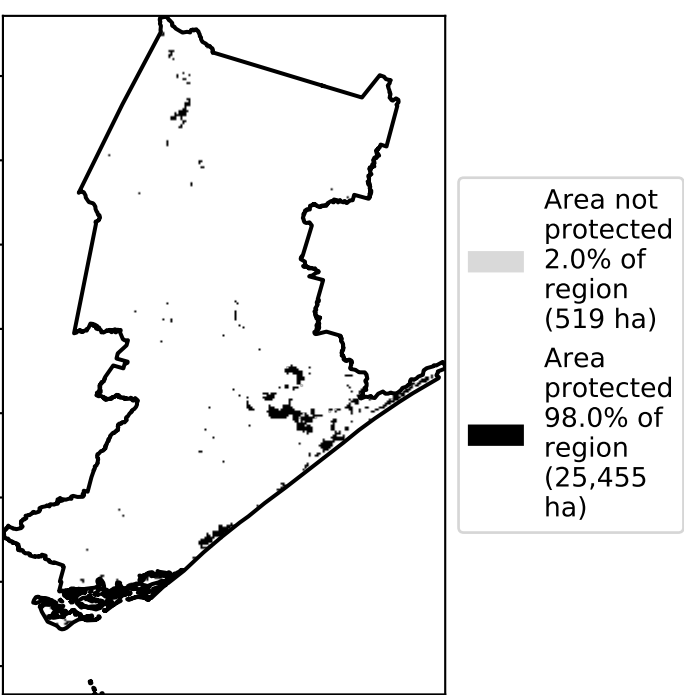 Area not
protected
2.0% of
region
(519 ha)
Area
protected
98.0% of
region
(25,455
ha)